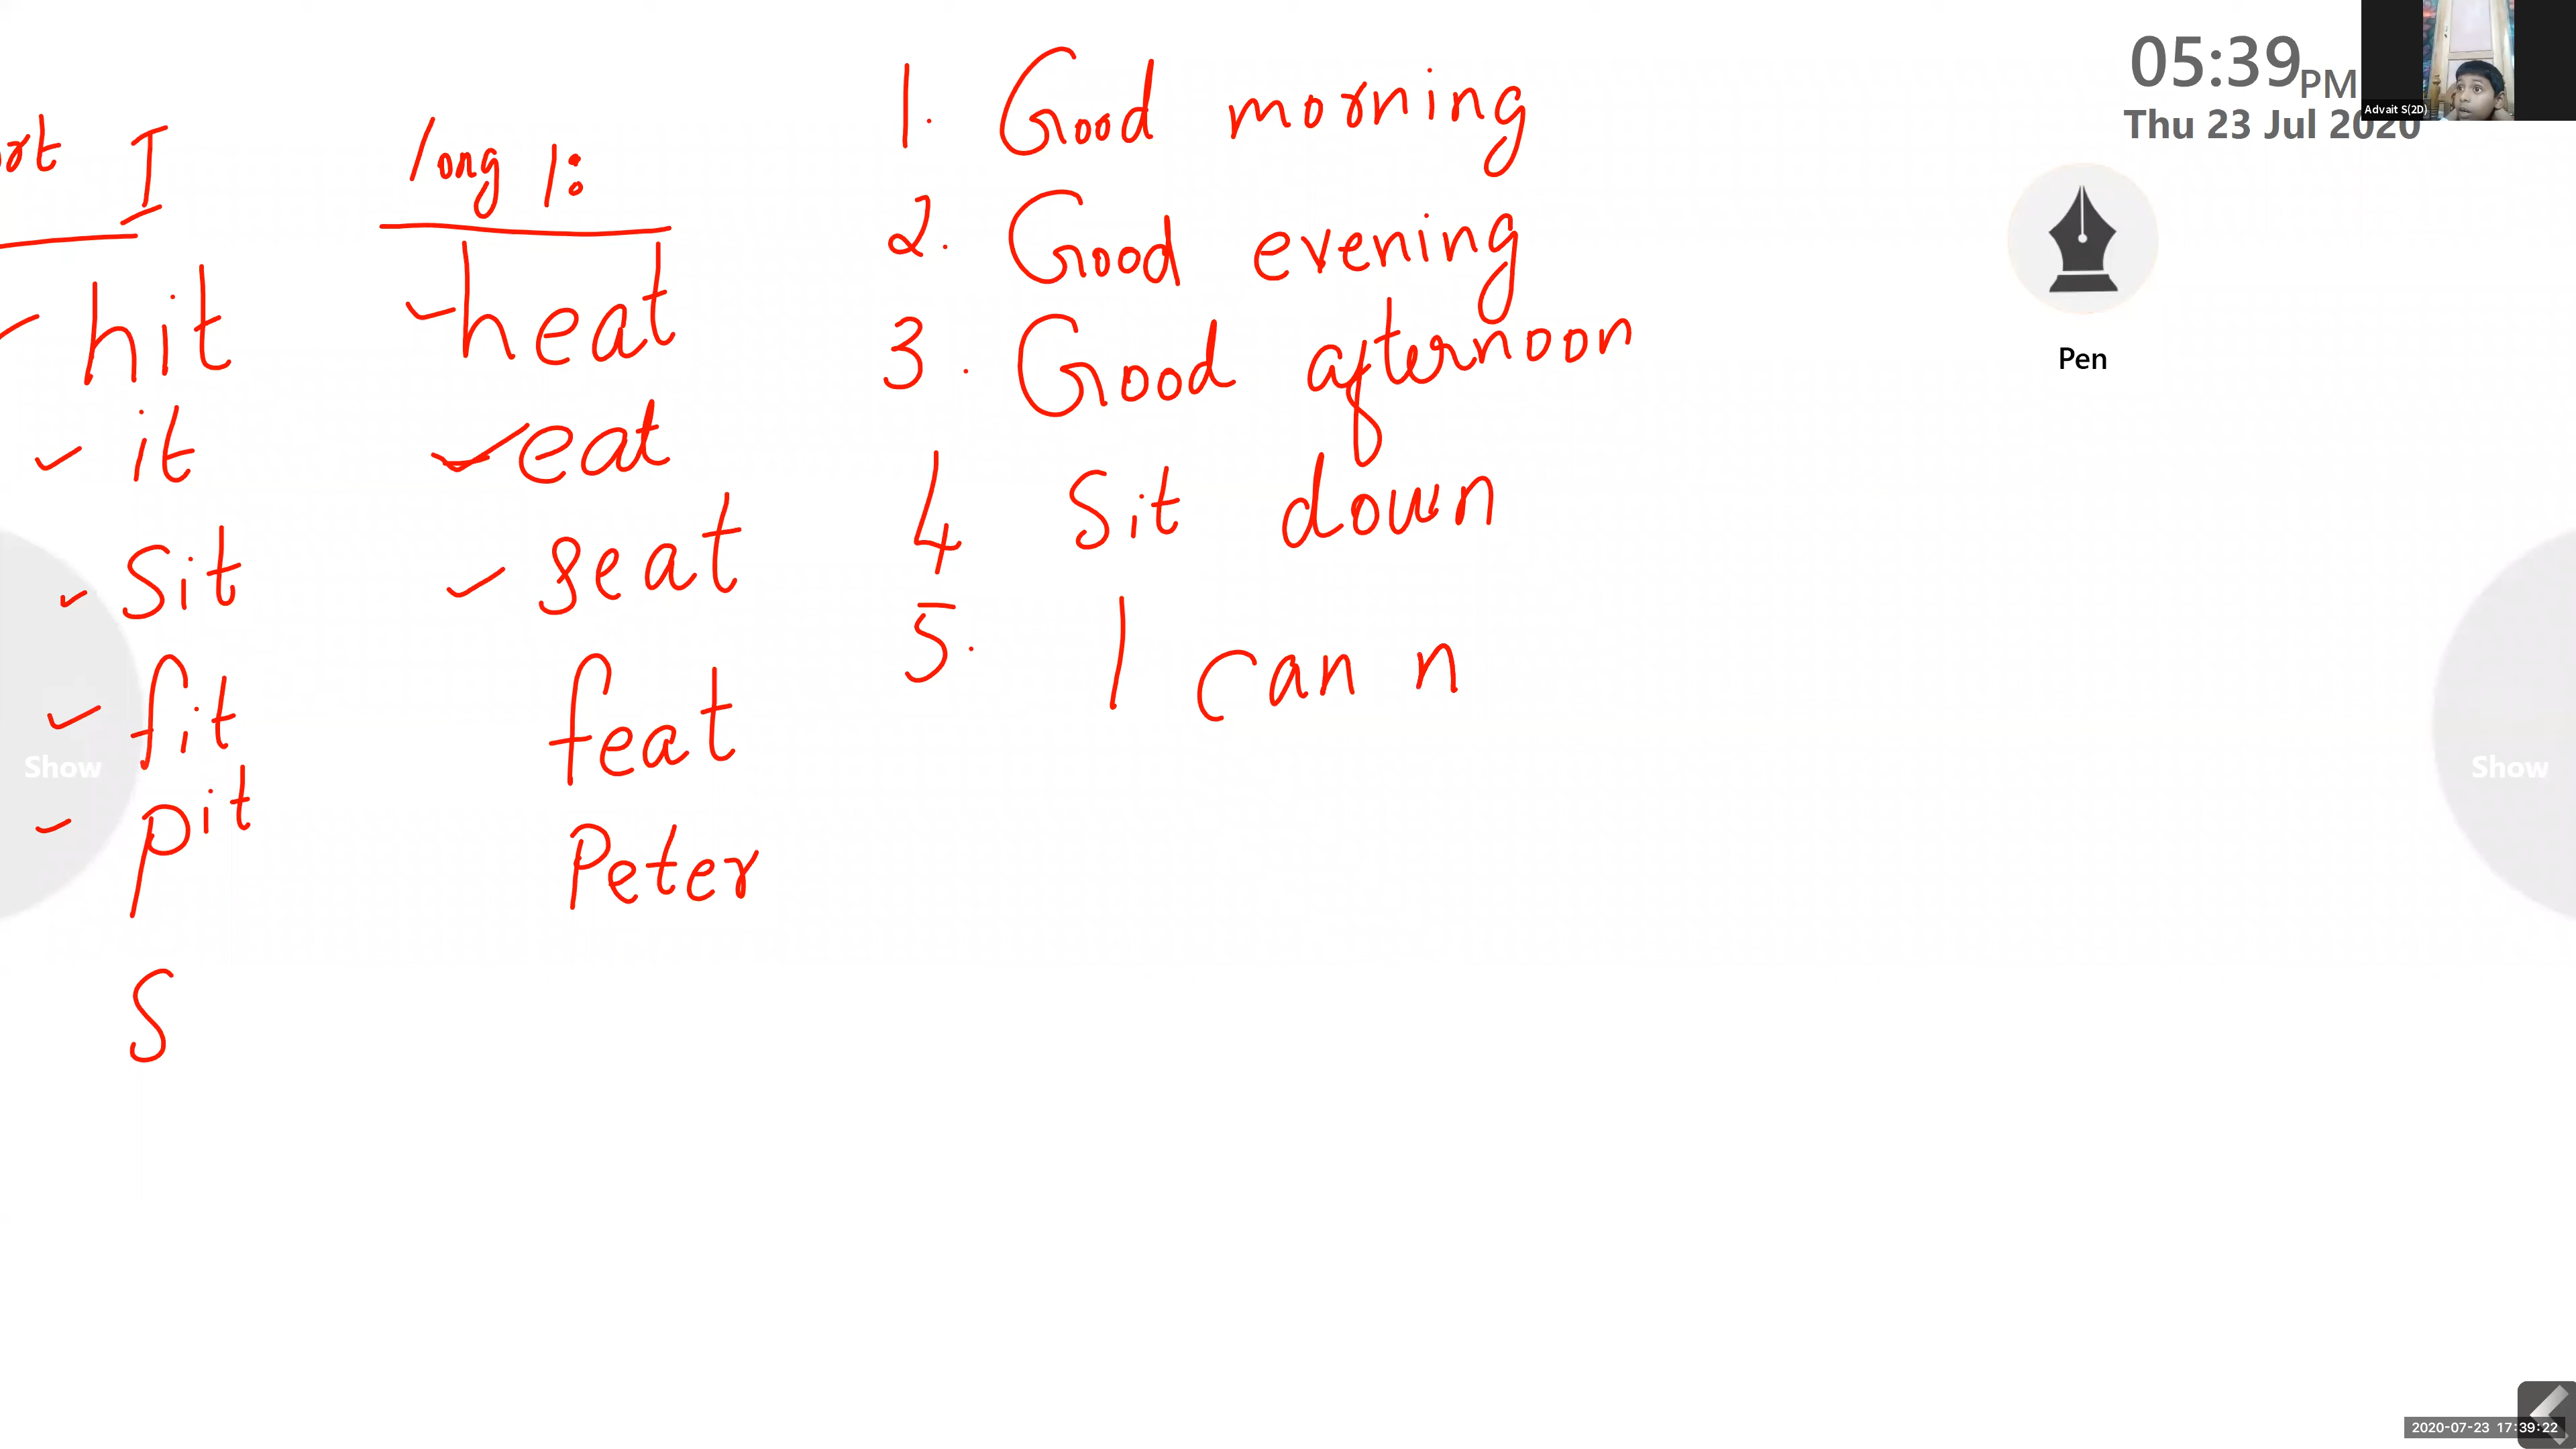 ort I
hit
it
Sit
fit
pit
S
long I:
heat
eat
seat
feat
Peter
1. Good morning
2. Good evening
3. Good afternoon
4 Sit down
5. I can n
05:39 PM
Thu 23 Jul 2020
Advait S(2D)
Pen
Show
Show
2020-07-23 17:39:22